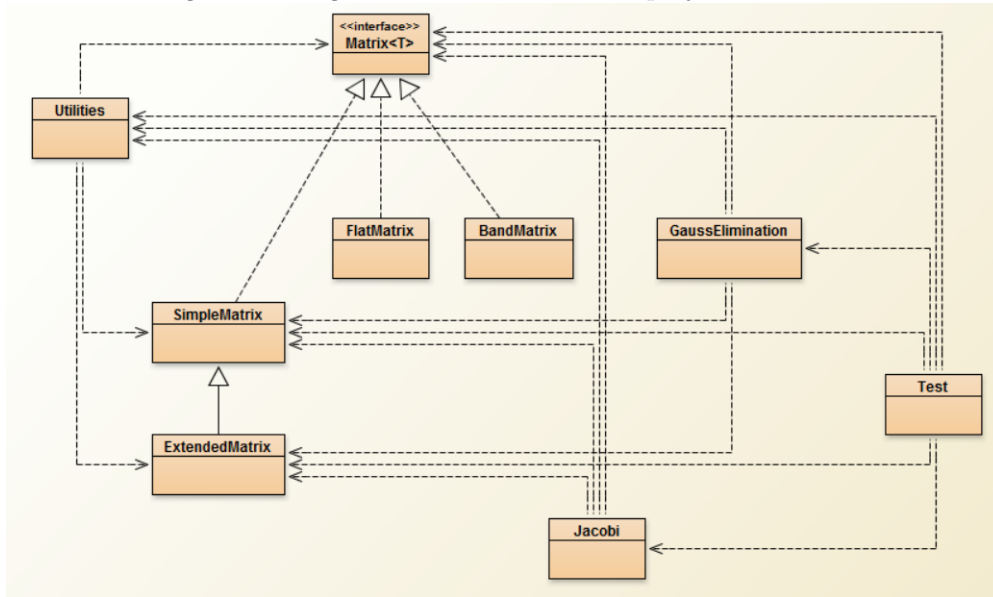 <<interface>>
Matrix<T>
Utilities
FlatMatrix
BandMatrix
GaussElimination
SimpleMatrix
Test
ExtendedMatrix
Jacobi